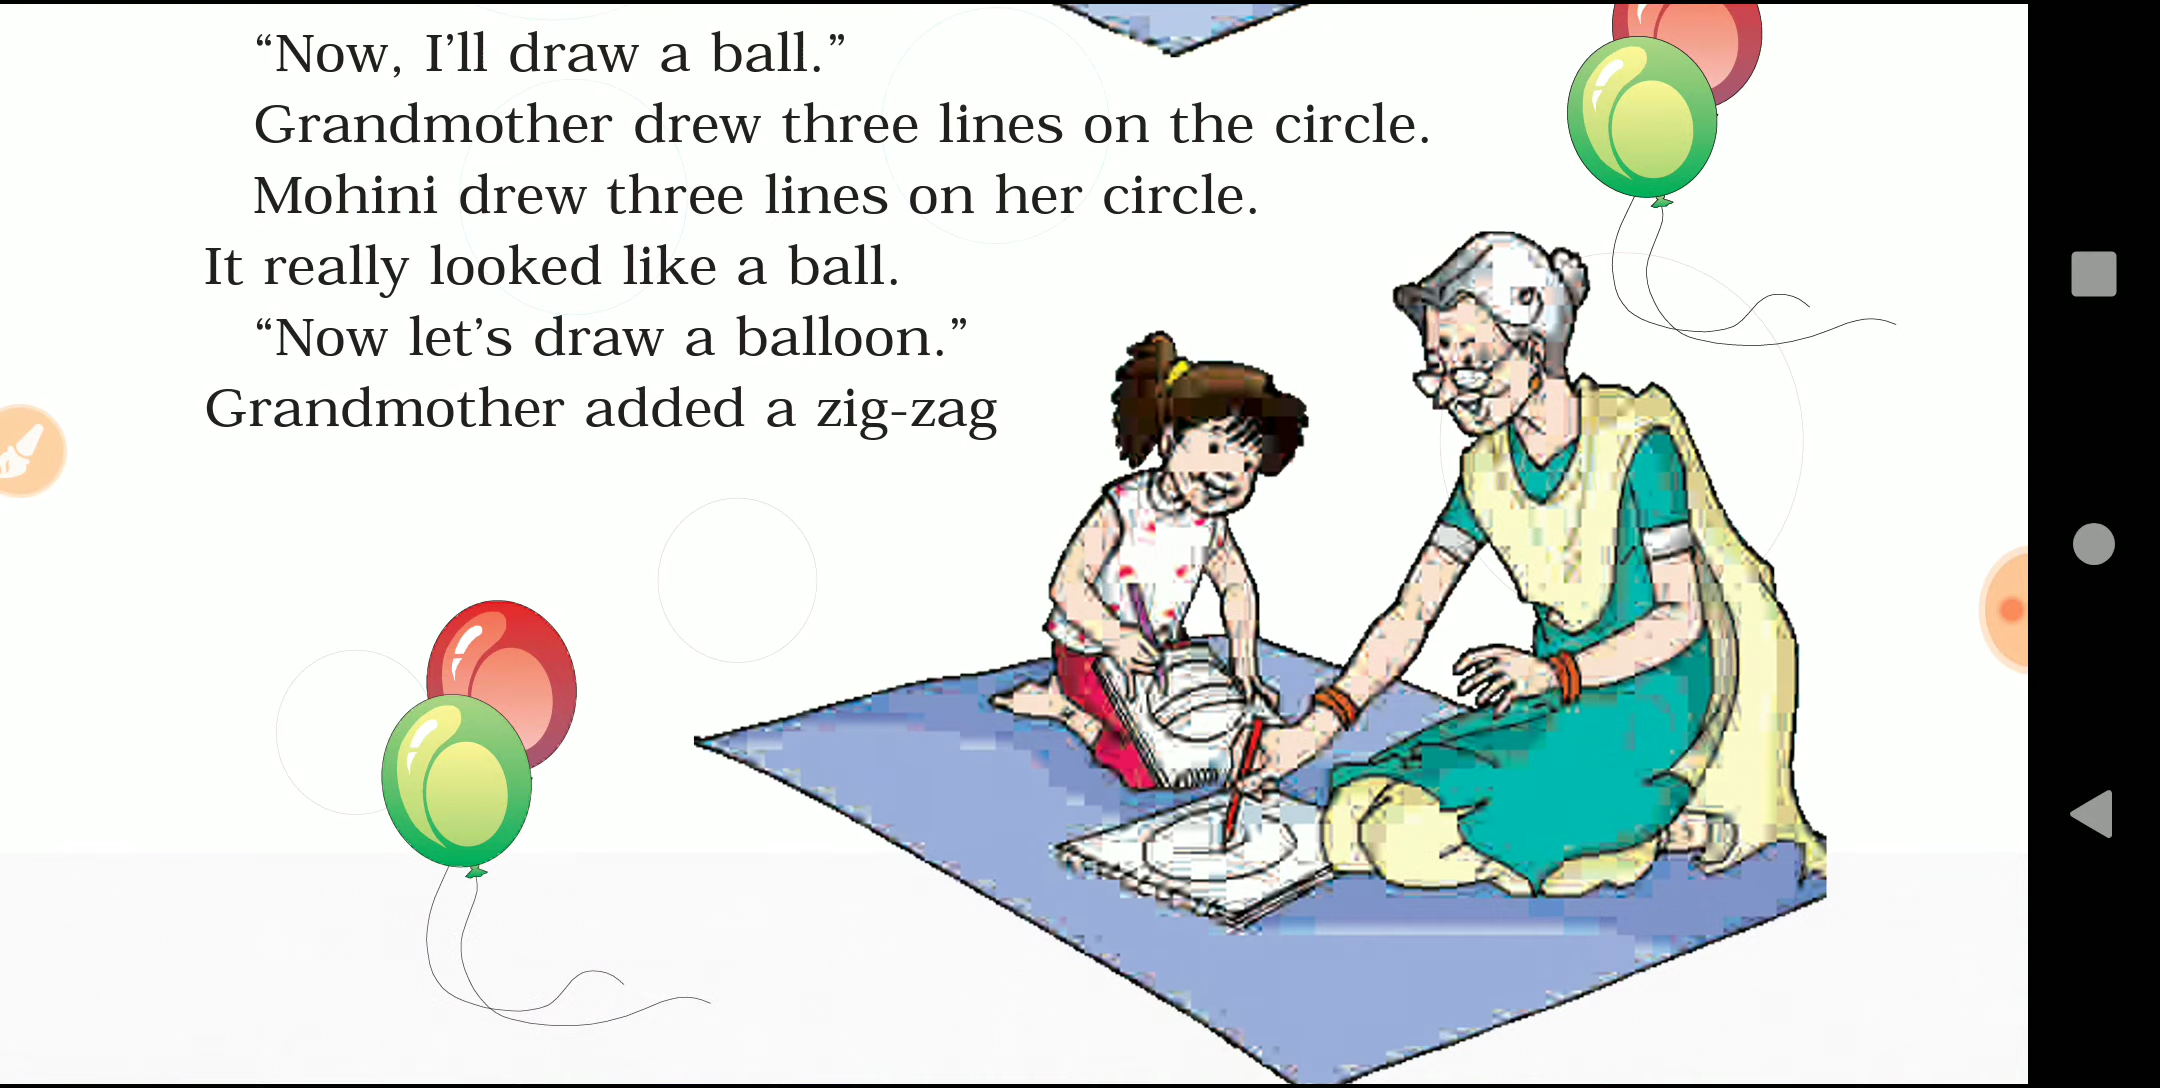 “Now, I’ll draw a ball.”
Grandmother drew three lines on the circle.
Mohini drew three lines on her circle.
It really looked like a ball.
“Now let’s draw a balloon.”
Grandmother added a zig-zag